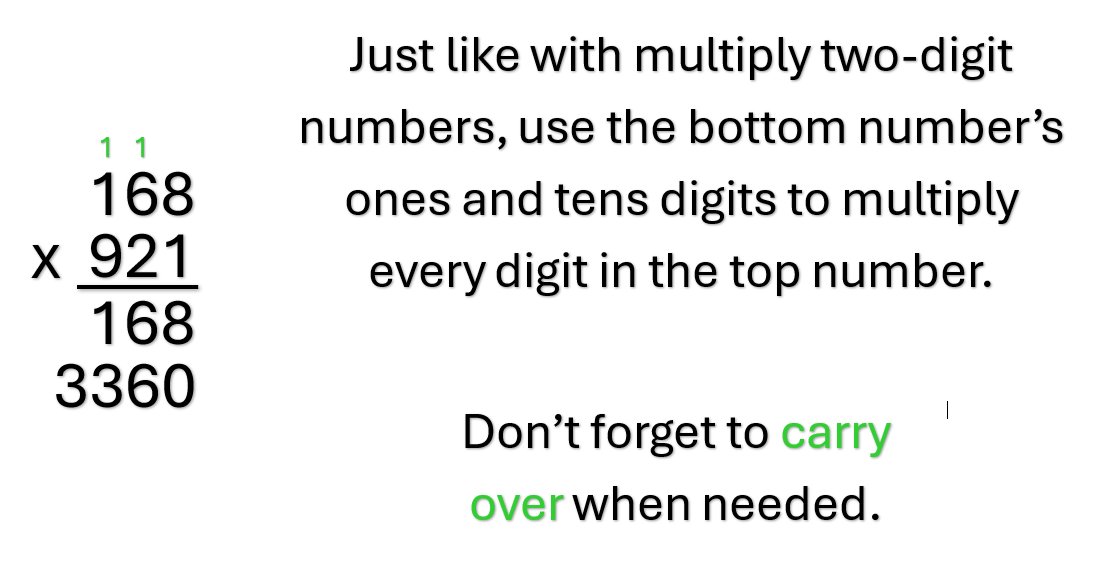 1 1
168
x 921
168
3360
Just like with multiply two-digit
numbers, use the bottom number’s
ones and tens digits to multiply
every digit in the top number.
Don’t forget to carry
over when needed.